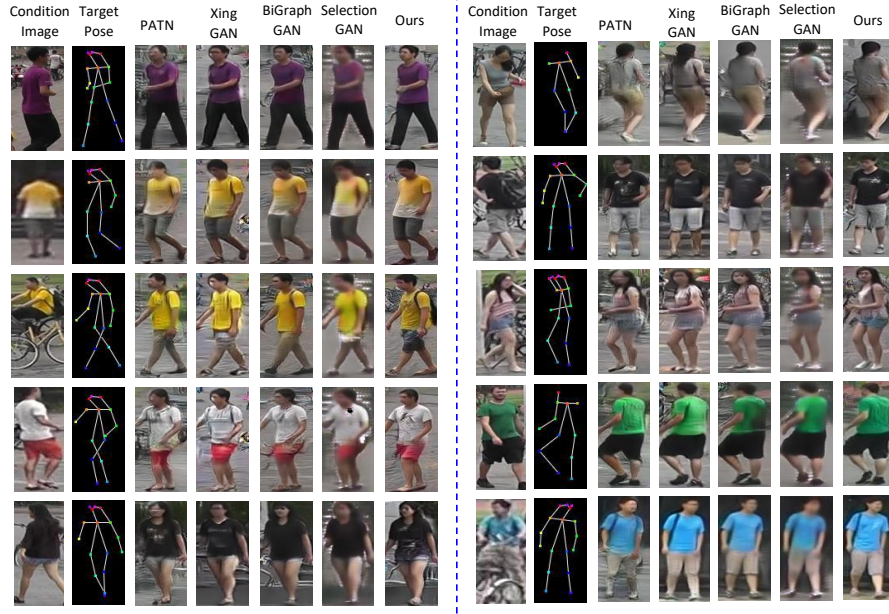 Condition Image
Target Pose
PATN
Xing GAN
BiGraph GAN
Selection GAN
Ours
Condition Image
Target Pose
PATN
Xing GAN
BiGraph GAN
Selection GAN
Ours